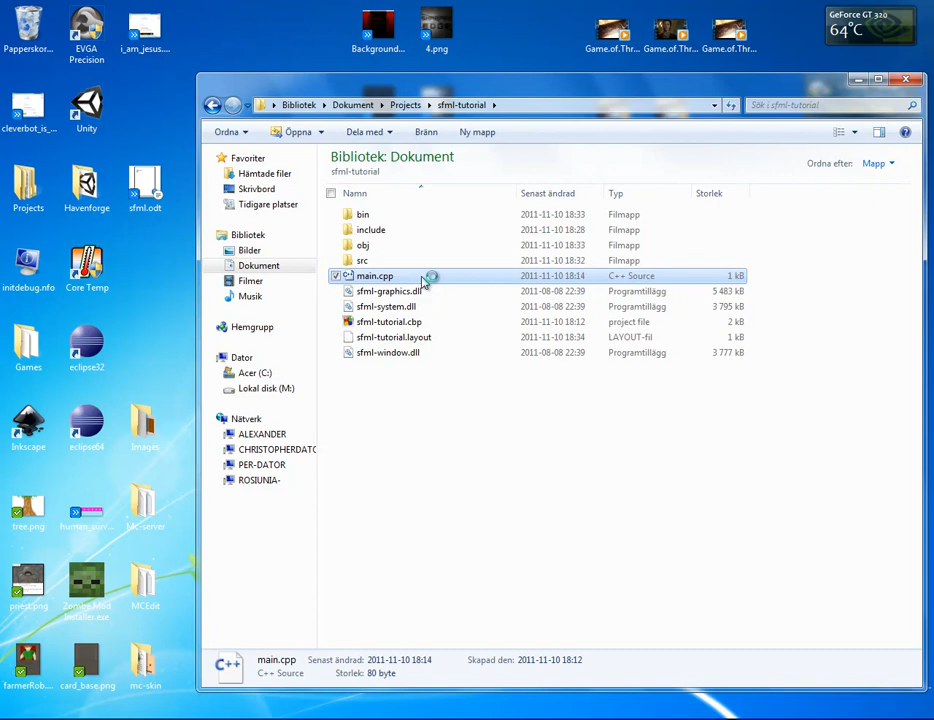 Papperskor...
EVGA
Precision
i_am_jesus....
Background...
4.png
Game.of.Thr...
Game.of.Thr...
Game.of.Thr...
GeForce GT 320
64°C
cleverbot_is_...
Unity
Projects
Havenforge
sfml.odt
initdebug.nfo
Core Temp
Games
eclipse32
Inkscape
eclipse64
Images
tree.png
human_surv...
Mc-server
pnest.png
Zombe Mod
Installer.exe
MCEdit
farmerRob...
card_base.png
mc-skin
Bibliotek
Dokument
Projects
sfml-tutorial
Sök i sfml-tutorial
Ordna
Öppna
Dela med
Bränn
Ny mapp
Favoriter
Hämtade filer
Skrivbord
Tidigare platser
Bibliotek
Bilder
Dokument
Filmer
Musik
Hemgrupp
Dator
Acer (C:)
Lokal disk (M:)
Nätverk
ALEXANDER
CHRISTOPHERDATO
PER-DATOR
ROSIUNIA-
Bibliotek: Dokument
sfml-tutorial
Ordna efter: Mapp
Namn Senast ändrad Typ Storlek
bin 2011-11-10 18:33 Filmapp
include 2011-11-10 18:28 Filmapp
obj 2011-11-10 18:33 Filmapp
src 2011-11-10 18:32 Filmapp
main.cpp 2011-11-10 18:14 C++ Source 1 kB
sfml-graphics.dll 2011-08-08 22:39 Programtillägg 5 483 kB
sfml-system.dll 2011-08-08 22:39 Programtillägg 3 795 kB
sfml-tutorial.cbp 2011-11-10 18:12 project file 2 kB
sfml-tutorial.layout 2011-11-10 18:34 LAYOUT-fil 1 kB
sfml-window.dll 2011-08-08 22:39 Programtillägg 3 777 kB
C++
main.cpp Senast ändrad: 2011-11-10 18:14 Skapad den: 2011-11-10 18:12
C++ Source Storlek: 80 byte